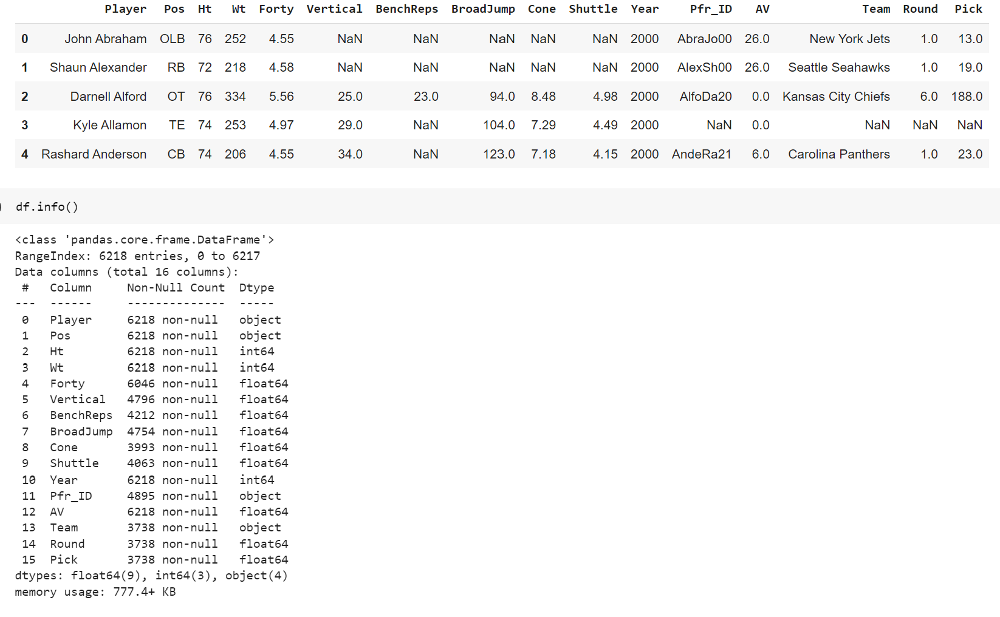 Player Pos Ht Wt Forty Vertical BenchReps BroadJump Cone Shuttle Year Pfr_ID AV Team Round Pick
0 John Abraham OLB 76 252 4.55 NaN NaN NaN NaN NaN 2000 AbraJo00 26.0 New York Jets 1.0 13.0
1 Shaun Alexander RB 72 218 4.58 NaN NaN NaN NaN NaN 2000 AlexSh00 26.0 Seattle Seahawks 1.0 19.0
2 Darnell Alford OT 76 334 5.56 25.0 23.0 94.0 8.48 4.98 2000 AlfoDa20 0.0 Kansas City Chiefs 6.0 188.0
3 Kyle Allamon TE 74 253 4.97 29.0 NaN 104.0 7.29 4.49 2000 NaN 0.0 NaN NaN NaN
4 Rashard Anderson CB 74 206 4.55 34.0 NaN 123.0 7.18 4.15 2000 AndeRa21 6.0 Carolina Panthers 1.0 23.0
df.info()
<class 'pandas.core.frame.DataFrame'>
RangeIndex: 6218 entries, 0 to 6217
Data columns (total 16 columns):
# Column Non-Null Count Dtype
--- ------ -------------- -----
0 Player 6218 non-null object
1 Pos 6218 non-null object
2 Ht 6218 non-null int64
3 Wt 6218 non-null int64
4 Forty 6046 non-null float64
5 Vertical 4796 non-null float64
6 BenchReps 4212 non-null float64
7 BroadJump 4754 non-null float64
8 Cone 3993 non-null float64
9 Shuttle 4063 non-null float64
10 Year 6218 non-null int64
11 Pfr_ID 4895 non-null object
12 AV 6218 non-null float64
13 Team 3738 non-null object
14 Round 3738 non-null float64
15 Pick 3738 non-null float64
dtypes: float64(9), int64(3), object(4)
memory usage: 777.4+ KB